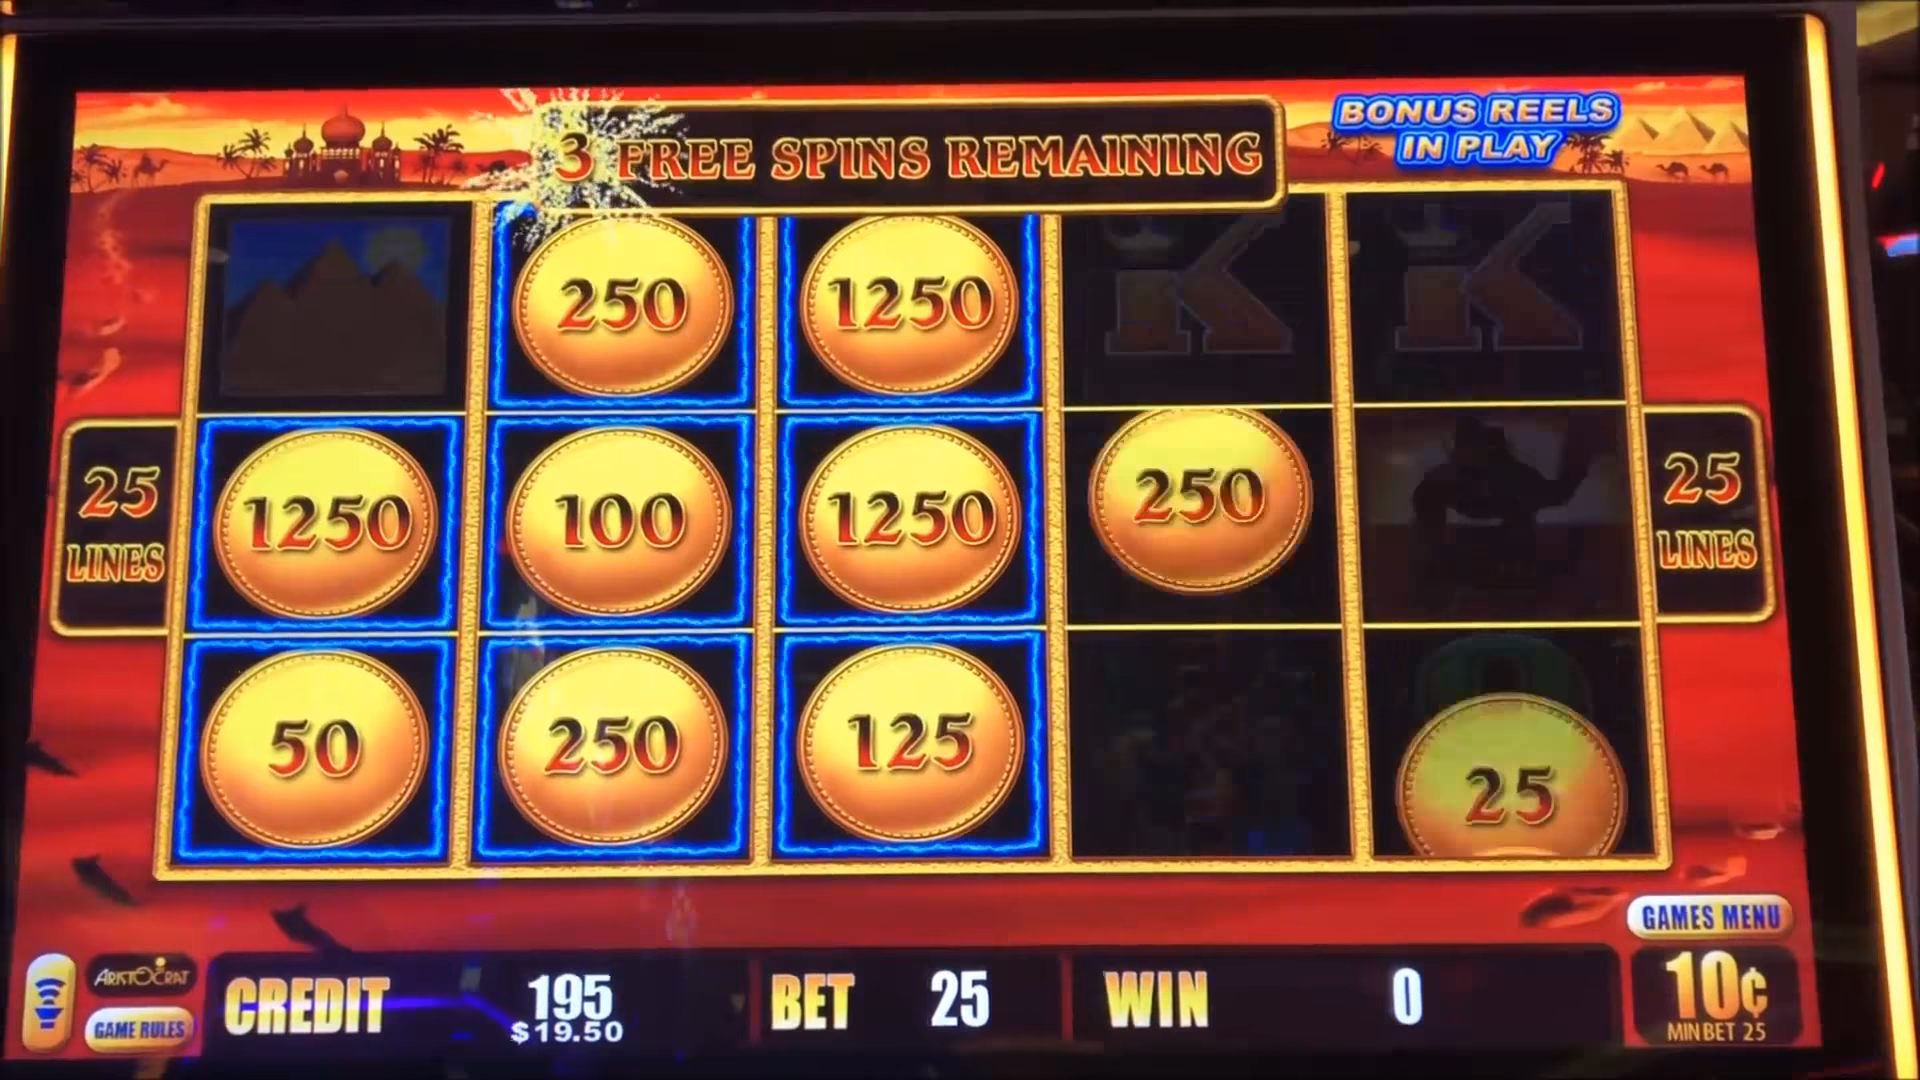 BONUS REELS
IN PLAY
3 FREE SPINS REMAINING
250
1250
K
K
25
LINES
1250
100
1250
250
25
LINES
50
250
125
25
GAMES MENU
ARISTOCRAT
GAME RULES
CREDIT
195
$19.50
BET
25
WIN
0
10¢
MIN BET 25